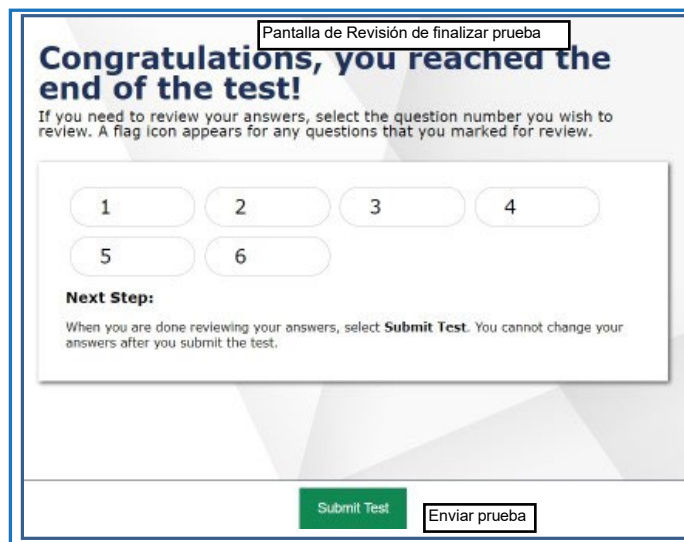 Pantalla de Revisión de finalizar prueba
Congratulations, you reached the
end of the test!
If you need to review your answers, select the question number you wish to
review. A flag icon appears for any questions that you marked for review.
1 2 3 4
5 6
Next Step:
When you are done reviewing your answers, select Submit Test. You cannot change your
answers after you submit the test.
Submit Test
Enviar prueba